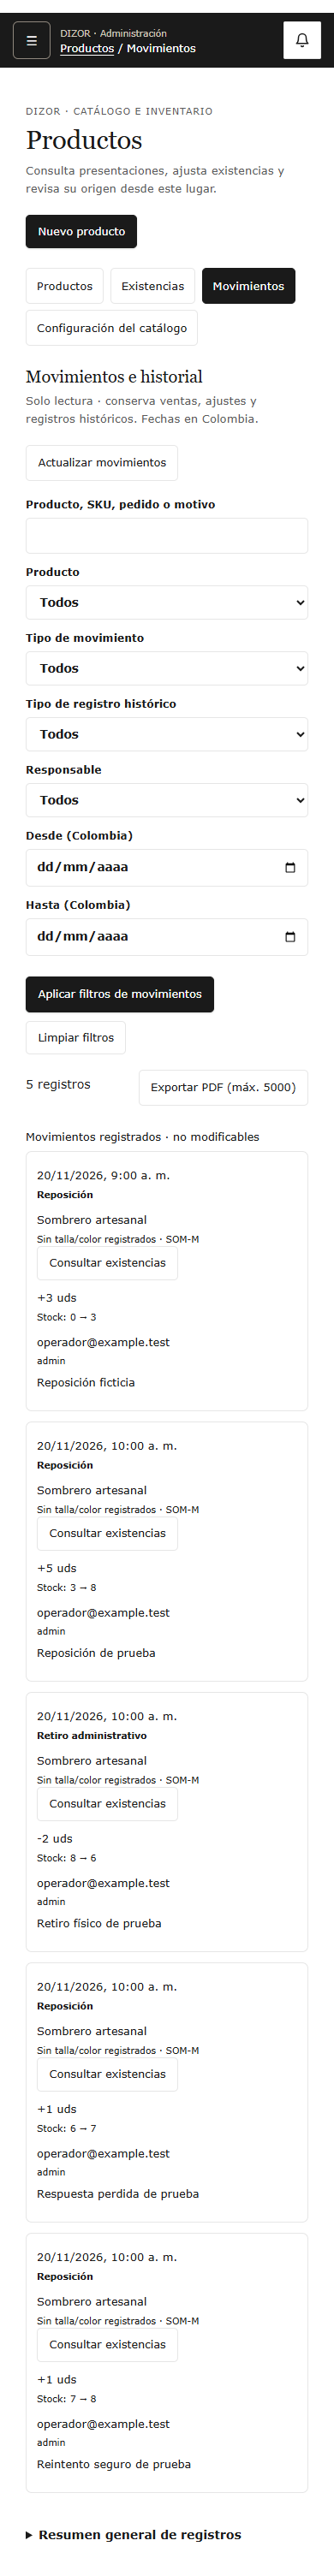 ☰
DIZOR · Administración
Productos / Movimientos
DIZOR · CATÁLOGO E INVENTARIO
Productos
Consulta presentaciones, ajusta existencias y
revisa su origen desde este lugar.
Nuevo producto
Productos
Existencias
Movimientos
Configuración del catálogo
Movimientos e historial
Solo lectura · conserva ventas, ajustes y
registros históricos. Fechas en Colombia.
Actualizar movimientos
Producto, SKU, pedido o motivo
Producto
Todos
Tipo de movimiento
Todos
Tipo de registro histórico
Todos
Responsable
Todos
Desde (Colombia)
dd/mm/aaaa
Hasta (Colombia)
dd/mm/aaaa
Aplicar filtros de movimientos
Limpiar filtros
5 registros
Exportar PDF (máx. 5000)
Movimientos registrados · no modificables
20/11/2026, 9:00 a. m.
Reposición
Sombrero artesanal
Sin talla/color registrados · SOM-M
Consultar existencias
+3 uds
Stock: 0 → 3
operador@example.test
admin
Reposición ficticia
20/11/2026, 10:00 a. m.
Reposición
Sombrero artesanal
Sin talla/color registrados · SOM-M
Consultar existencias
+5 uds
Stock: 3 → 8
operador@example.test
admin
Reposición de prueba
20/11/2026, 10:00 a. m.
Retiro administrativo
Sombrero artesanal
Sin talla/color registrados · SOM-M
Consultar existencias
-2 uds
Stock: 8 → 6
operador@example.test
admin
Retiro físico de prueba
20/11/2026, 10:00 a. m.
Reposición
Sombrero artesanal
Sin talla/color registrados · SOM-M
Consultar existencias
+1 uds
Stock: 6 → 7
operador@example.test
admin
Respuesta perdida de prueba
20/11/2026, 10:00 a. m.
Reposición
Sombrero artesanal
Sin talla/color registrados · SOM-M
Consultar existencias
+1 uds
Stock: 7 → 8
operador@example.test
admin
Reintento seguro de prueba
▶ Resumen general de registros